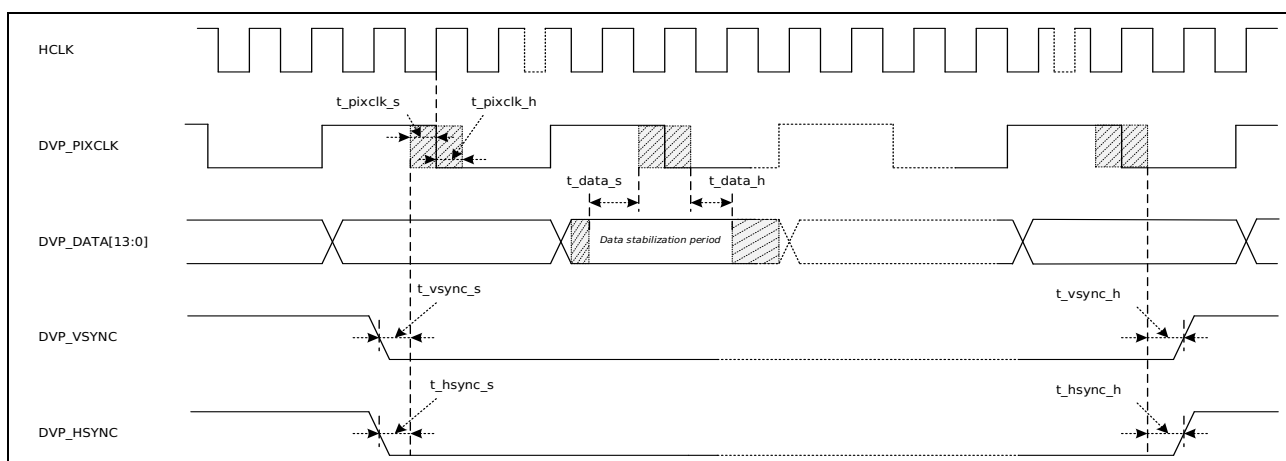 HCLK
t_pixclk_s
t_pixclk_h
DVP_PIXCLK
t_data_s
t_data_h
DVP_DATA[13:0]
Data stabilization period
t_vsync_s
t_vsync_h
DVP_VSYNC
t_hsync_s
t_hsync_h
DVP_HSYNC